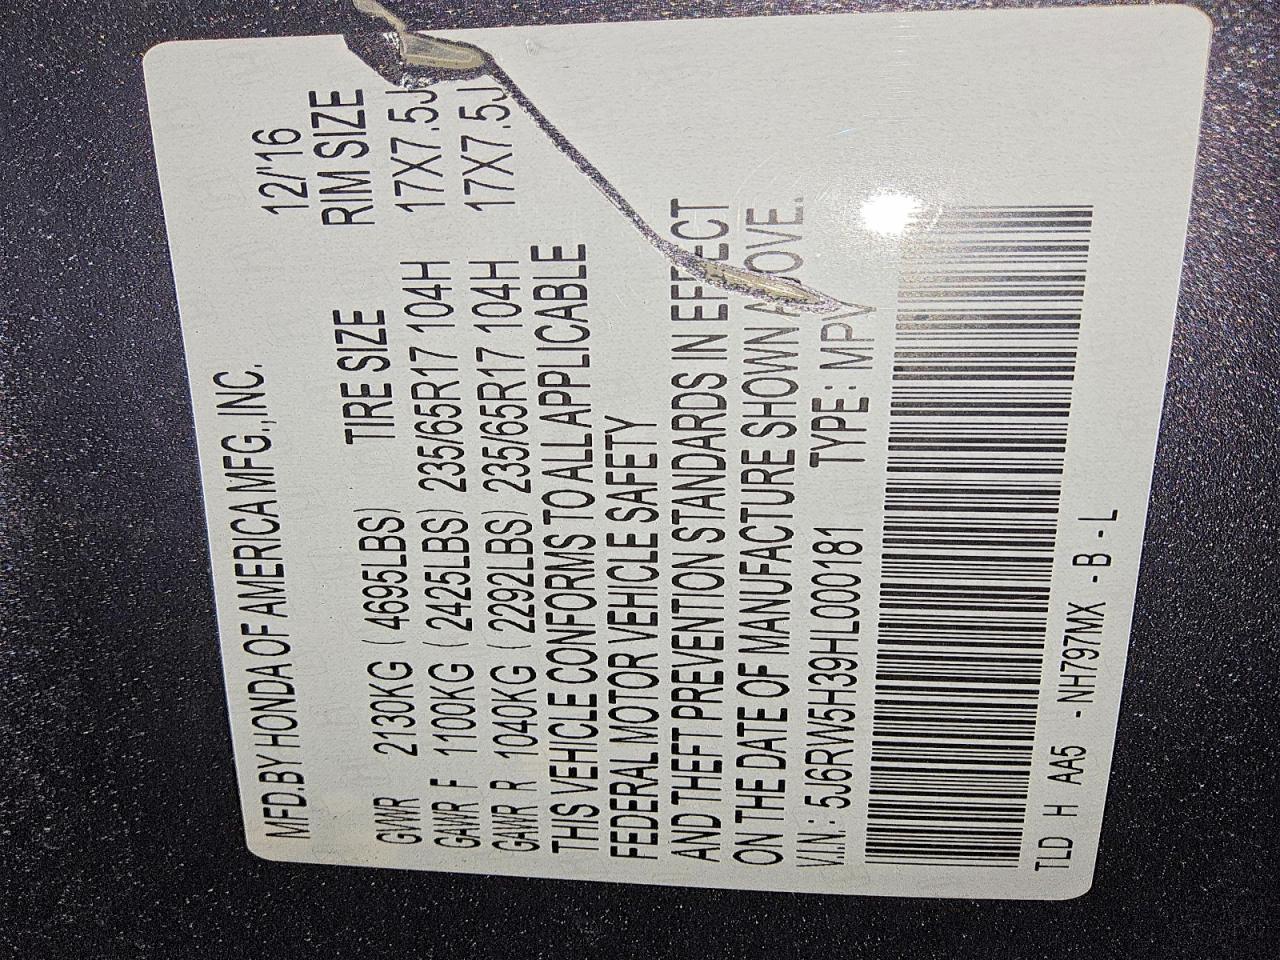 MFD.BY HONDA OF AMERICA MFG.,INC.
12/'16
TIRE SIZE RIM SIZE
GVWR 2130KG ( 4695LBS)
GAWR F 1100KG ( 2425LBS) 235/65R17 104H 17X7.5J
GAWR R 1040KG ( 2292LBS) 235/65R17 104H 17X7.5J
THIS VEHICLE CONFORMS TO ALL APPLICABLE
FEDERAL MOTOR VEHICLE SAFETY
AND THEFT PREVENTION STANDARDS IN EFFECT
ON THE DATE OF MANUFACTURE SHOWN ABOVE.
V.I.N.: 5J6RW5H39HL000181 TYPE: MPV
TLD H AA5 - NH797MX - B - L